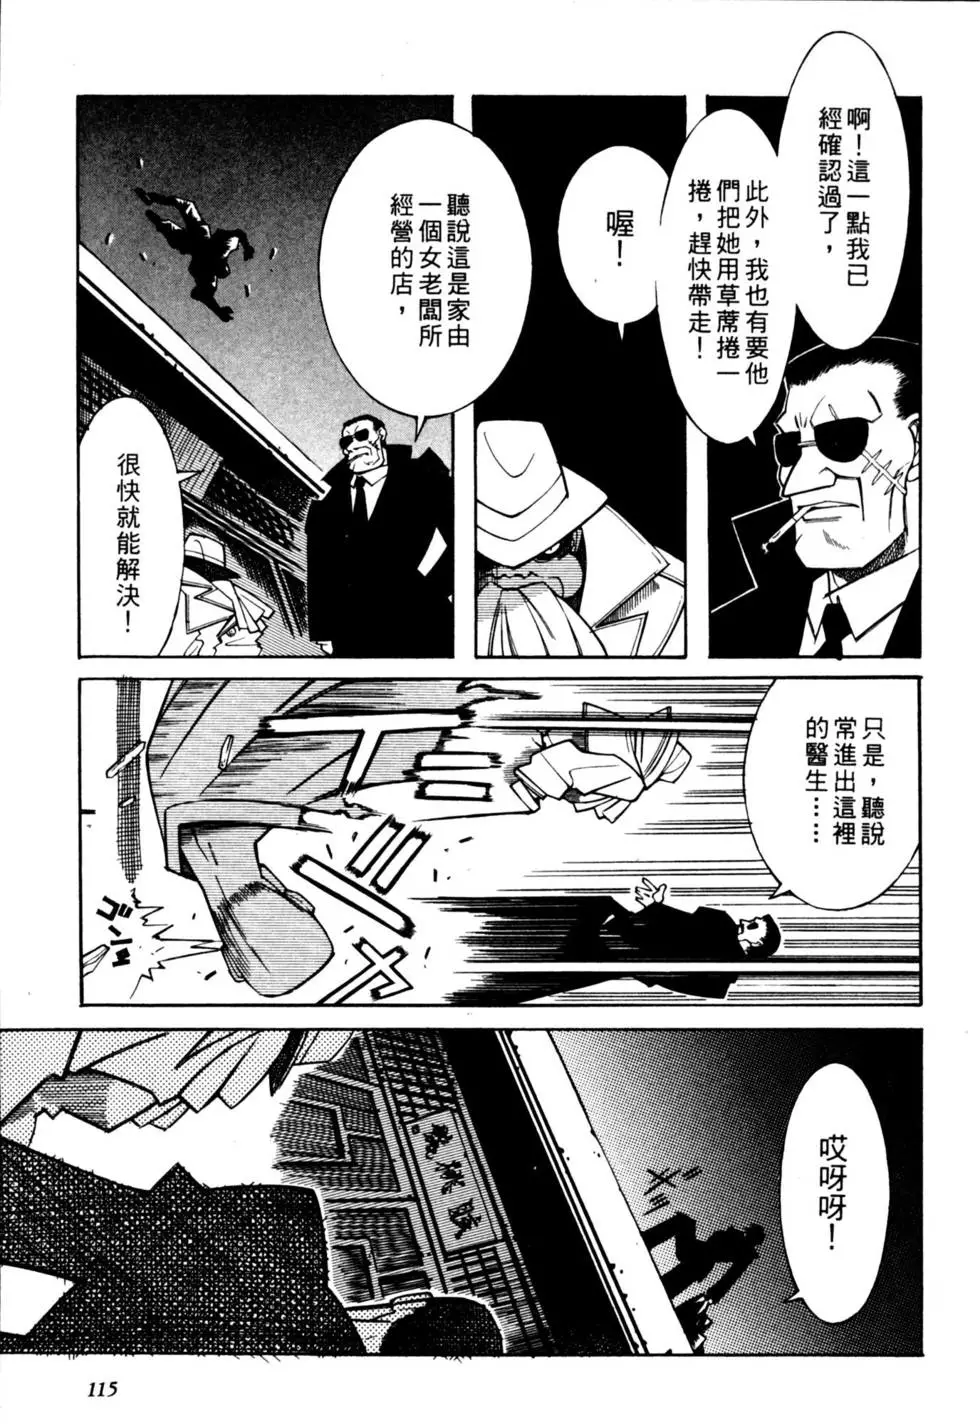 啊！這一點我已
經確認過了，
此外，我也有要他
們把她用草蓆捲一
捲，趕快帶走！
喔！
聽說這是家由
一個女老闆所
經營的店，
很快就能解決！
只是，聽說
常進出這裡
的醫生……
哎呀呀！
115